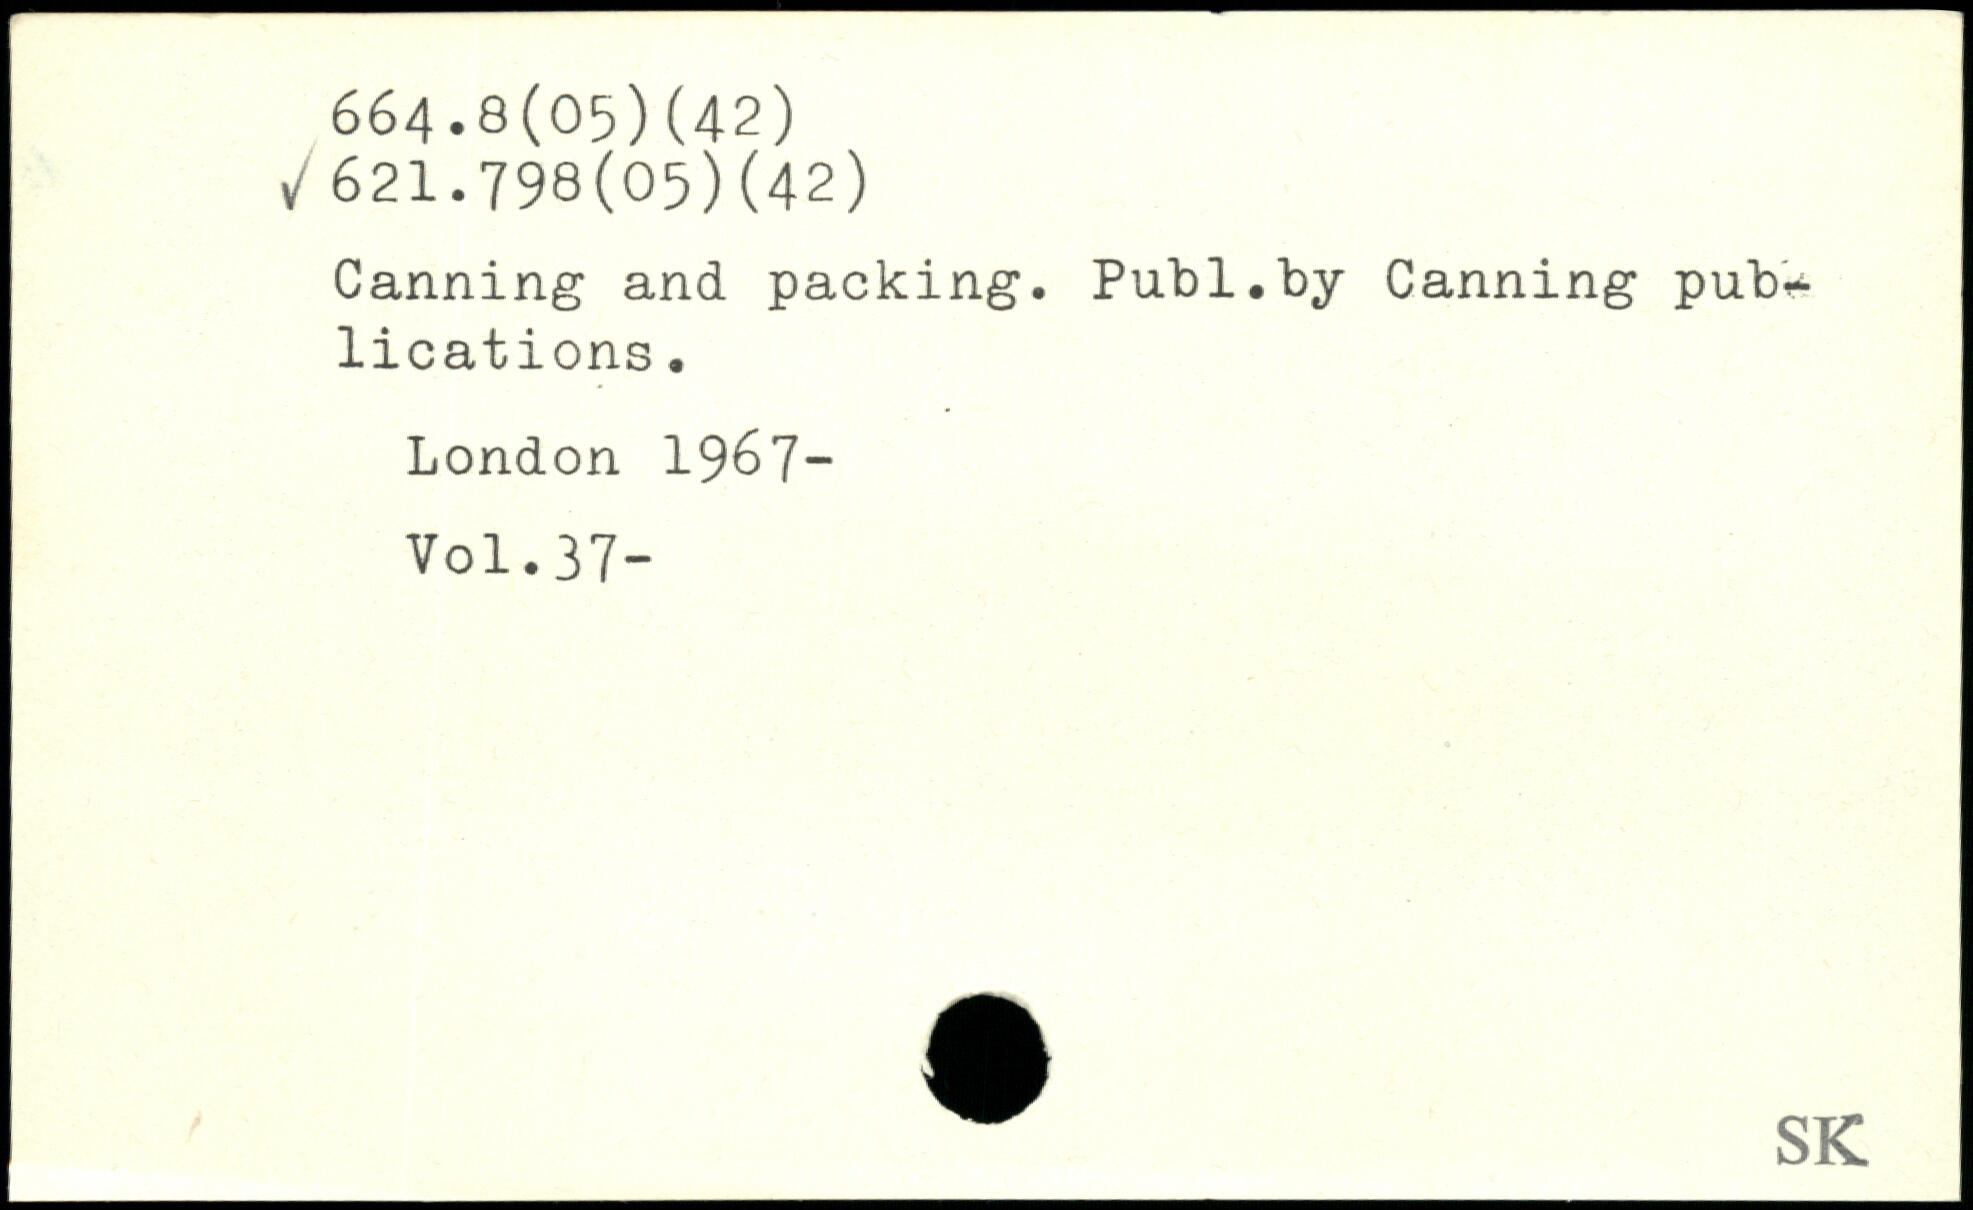 664.8(05)(42)
✓ 621.798(05)(42)
Canning and packing. Publ.by Canning pub-
lications.
London 1967-
Vol.37-
SK